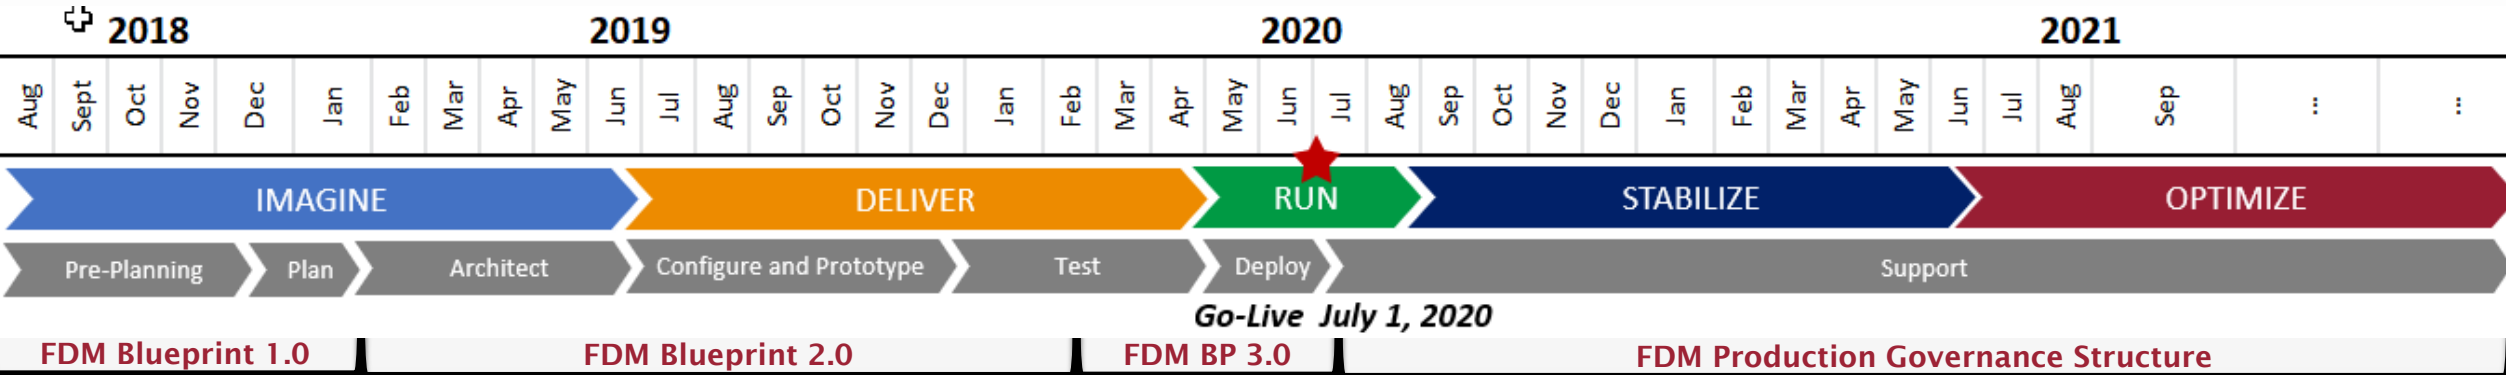 2018 2019 2020 2021
Aug Sept Oct Nov Dec Jan Feb Mar Apr May Jun Jul Aug Sep Oct Nov Dec Jan Feb Mar Apr May Jun Jul Aug Sep Oct Nov Dec Jan Feb Mar Apr May Jun Jul Aug Sep ... ...
IMAGINE DELIVER RUN STABILIZE OPTIMIZE
Pre-Planning Plan Architect Configure and Prototype Test Deploy Support
Go-Live July 1, 2020
FDM Blueprint 1.0 FDM Blueprint 2.0 FDM BP 3.0 FDM Production Governance Structure